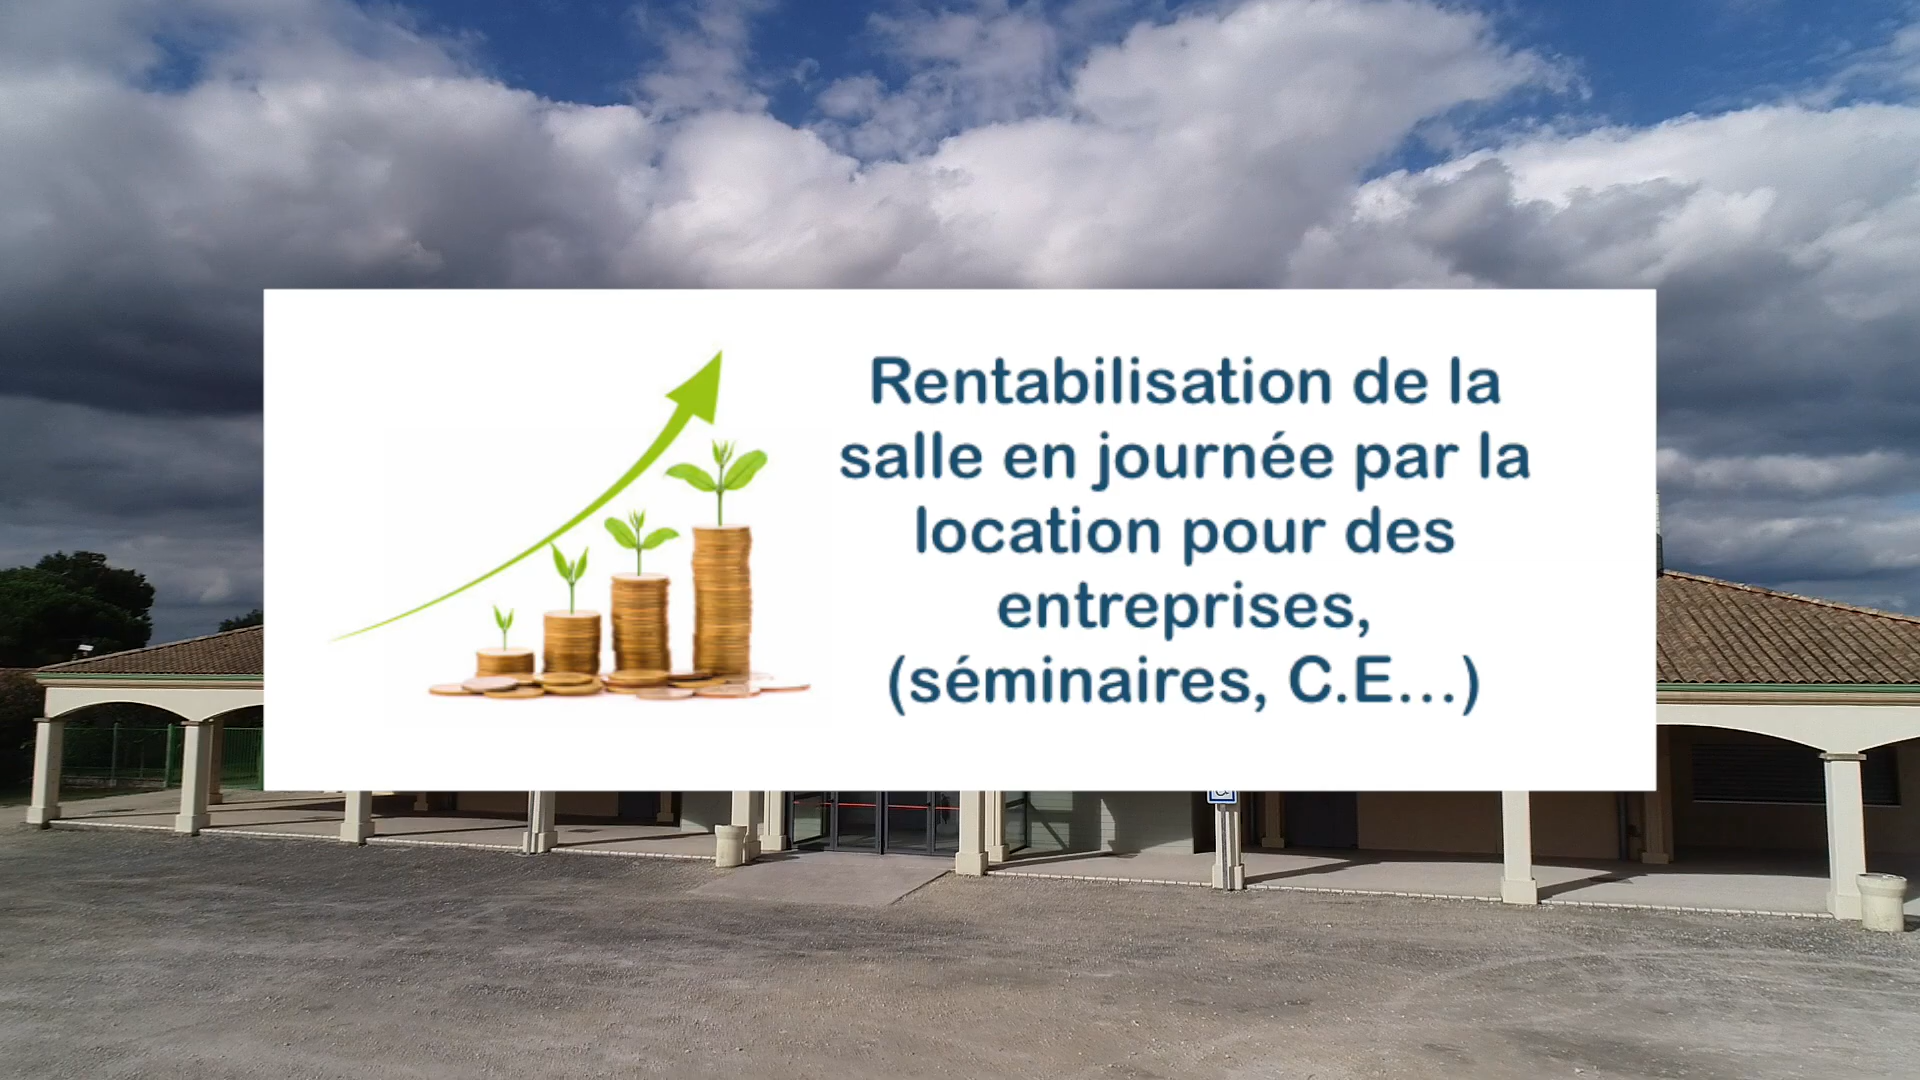 Rentabilisation de la
salle en journée par la
location pour des
entreprises,
(séminaires, C.E...)